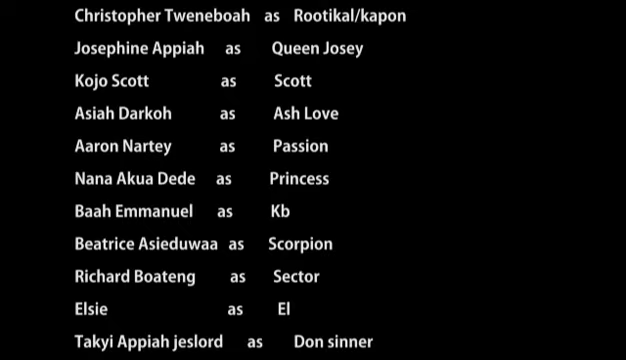 Christopher Tweneboah as Rootikal/kapon
Josephine Appiah as Queen Josey
Kojo Scott as Scott
Asiah Darkoh as Ash Love
Aaron Nartey as Passion
Nana Akua Dede as Princess
Baah Emmanuel as Kb
Beatrice Asieduwaa as Scorpion
Richard Boateng as Sector
Elsie as El
Takyi Appiah jeslord as Don sinner